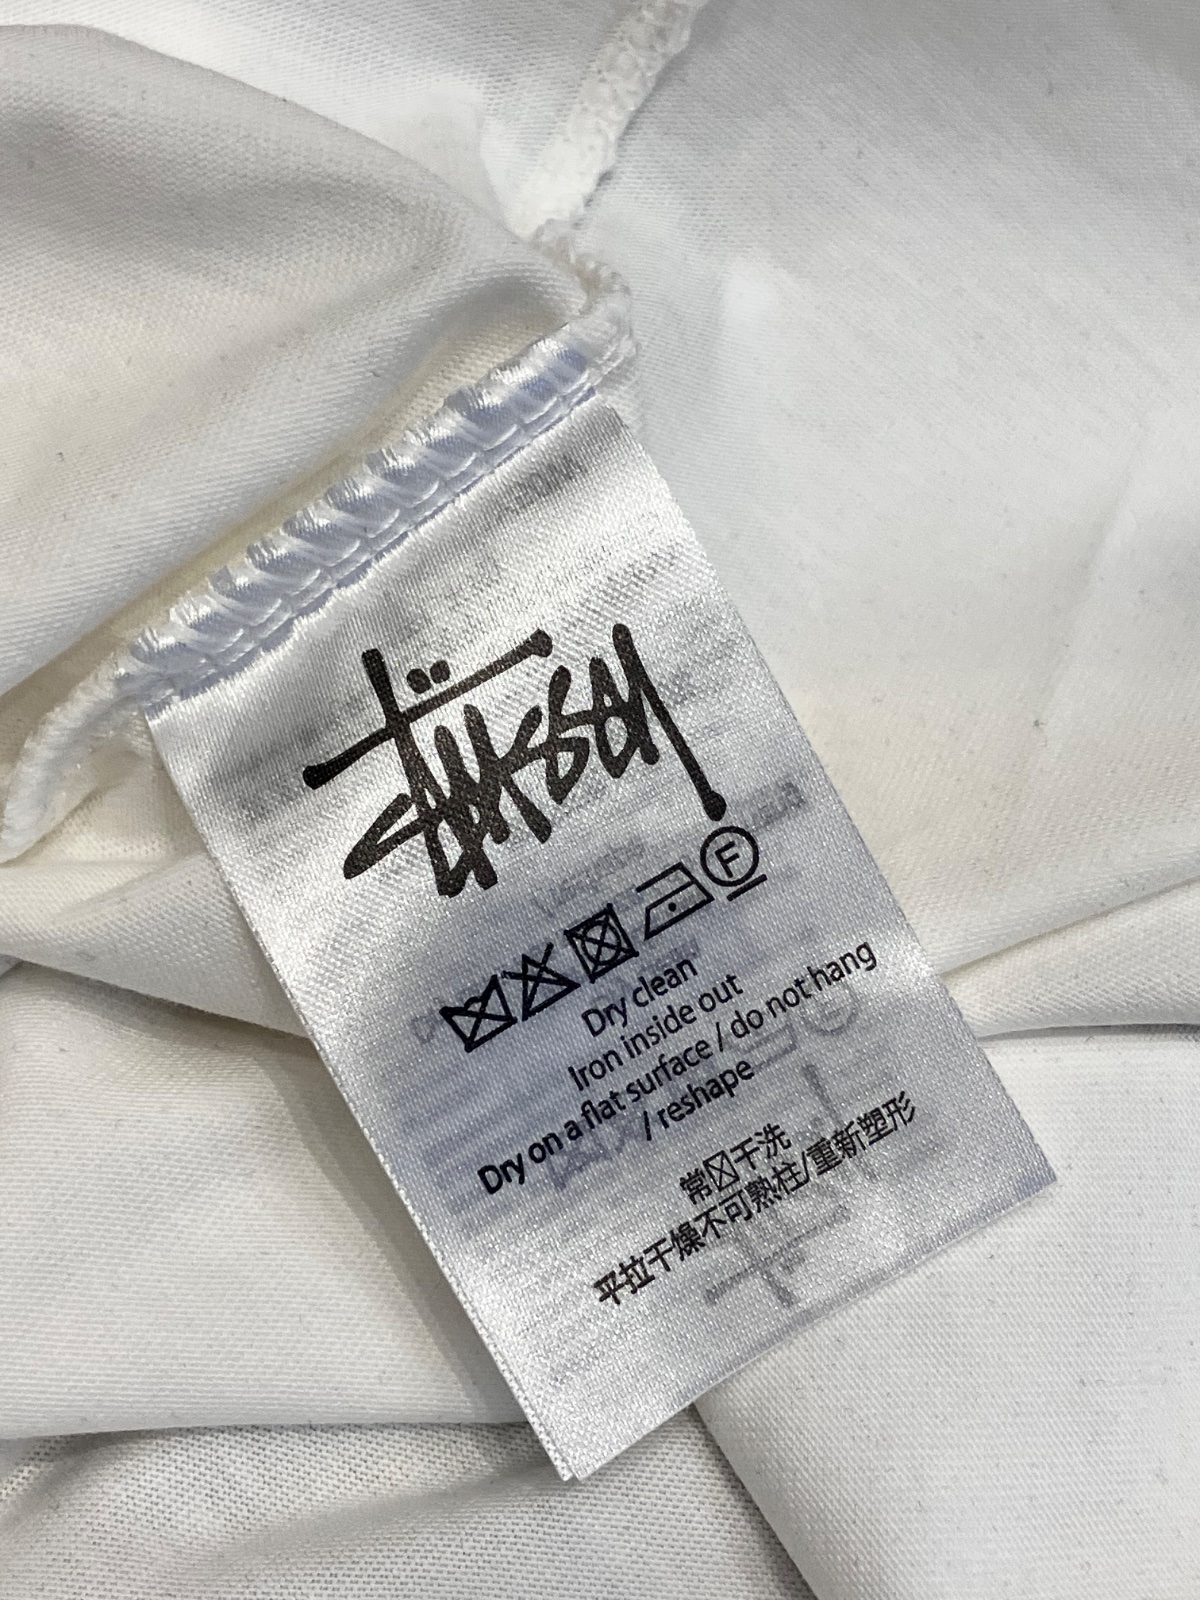 Stüssy
F
Dry clean
Iron inside out
Dry on a flat surface / do not hang
/ reshape
常☒干洗
平拉干燥不可熟柱/重新塑形